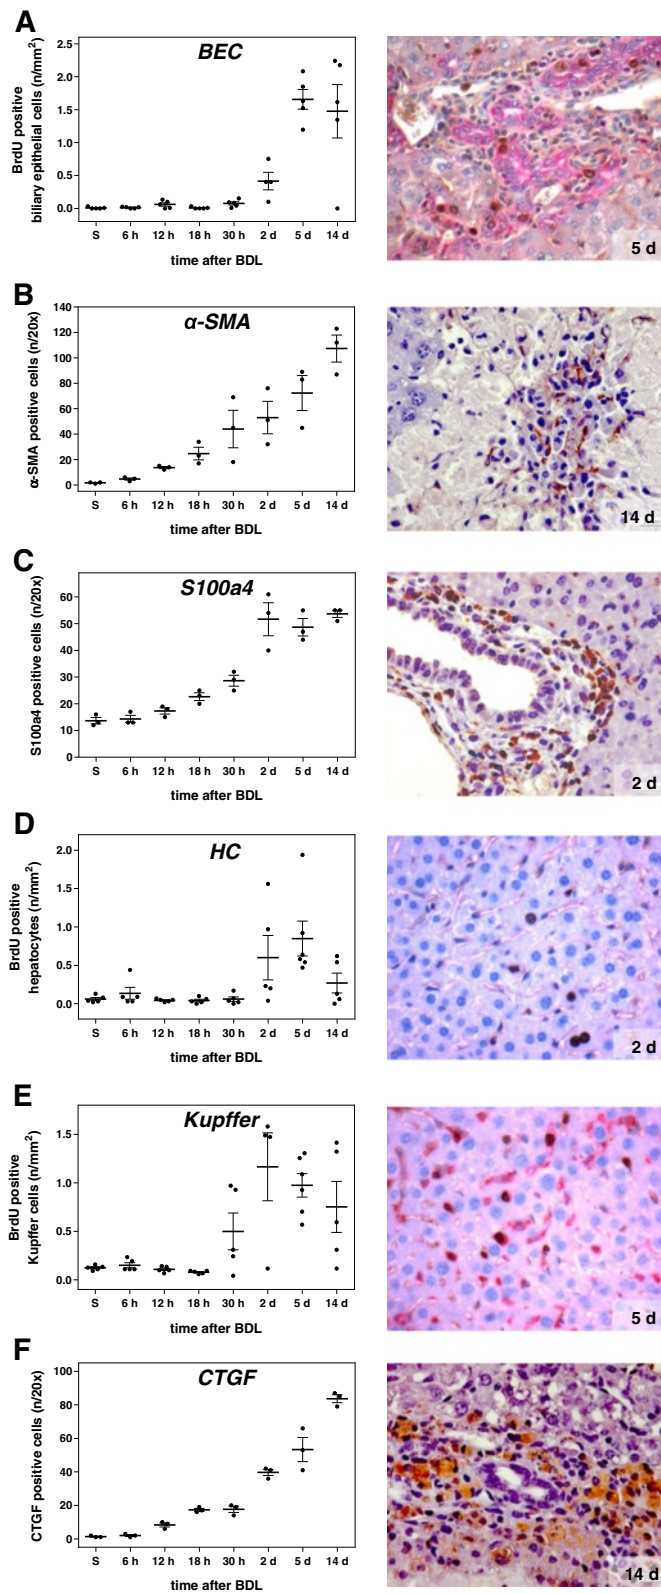 A
BEC
BrdU positive
biliary epithelial cells (n/mm²)
2.5
2.0
1.5
1.0
0.5
0.0
S 6 h 12 h 18 h 30 h 2 d 5 d 14 d
time after BDL
5 d
B
α-SMA
α-SMA positive cells (n/20x)
140
120
100
80
60
40
20
0
S 6 h 12 h 18 h 30 h 2 d 5 d 14 d
time after BDL
14 d
C
S100a4
S100a4 positive cells (n/20x)
60
50
40
30
20
10
0
S 6 h 12 h 18 h 30 h 2 d 5 d 14 d
time after BDL
2 d
D
HC
BrdU positive
hepatocytes (n/mm²)
2.0
1.5
1.0
0.5
0.0
S 6 h 12 h 18 h 30 h 2 d 5 d 14 d
time after BDL
2 d
E
Kupffer
BrdU positive
Kupffer cells (n/mm²)
1.5
1.0
0.5
0.0
S 6 h 12 h 18 h 30 h 2 d 5 d 14 d
time after BDL
5 d
F
CTGF
CTGF positive cells (n/20x)
100
80
60
40
20
0
S 6 h 12 h 18 h 30 h 2 d 5 d 14 d
time after BDL
14 d